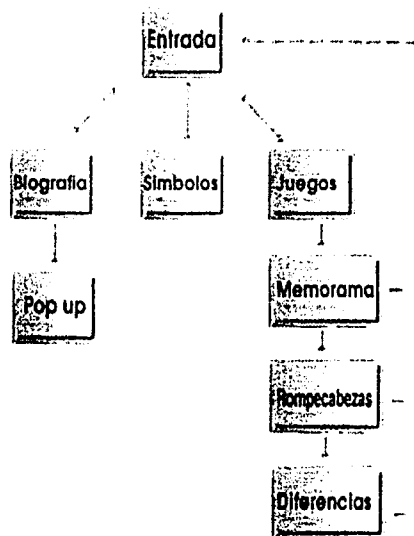 Entrada
Biografia
Simbolos
Juegos
Pop up
Memorama
Rompecabezas
Diferencias